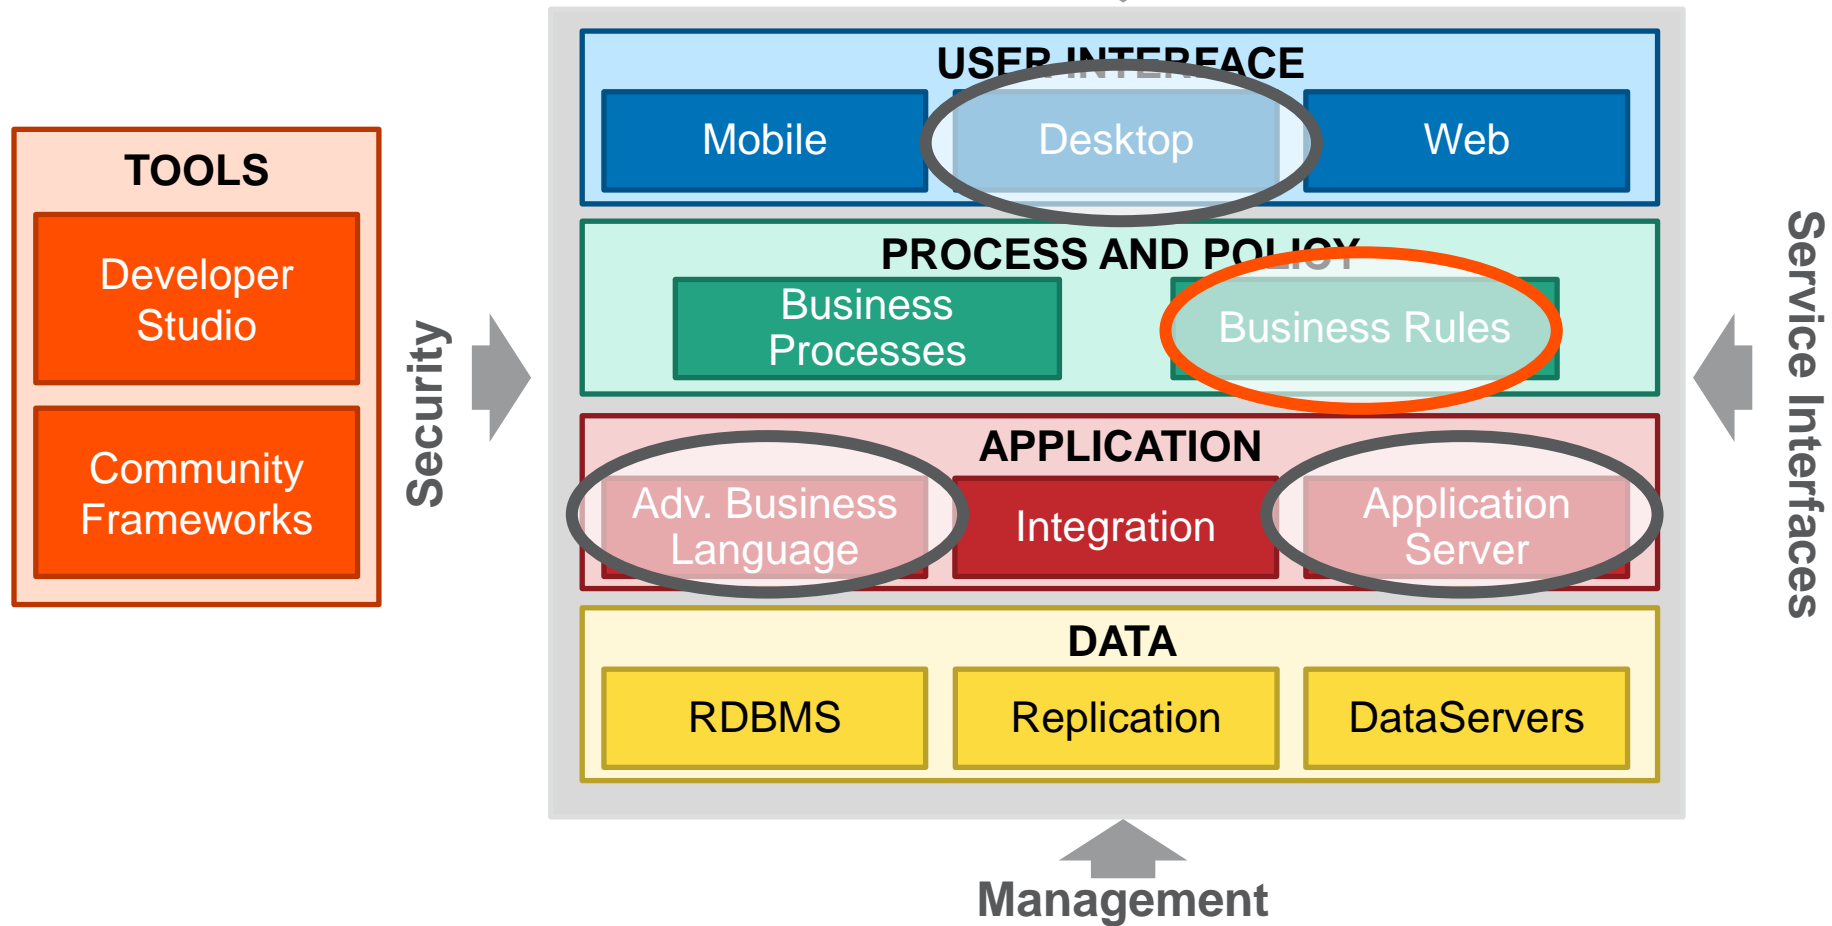 USER INTERFACE
Mobile
Desktop
Web
TOOLS
Developer
Studio
Community
Frameworks
Security
PROCESS AND POLICY
Business
Processes
Business Rules
APPLICATION
Adv. Business
Language
Integration
Application
Server
DATA
RDBMS
Replication
DataServers
Service Interfaces
Management